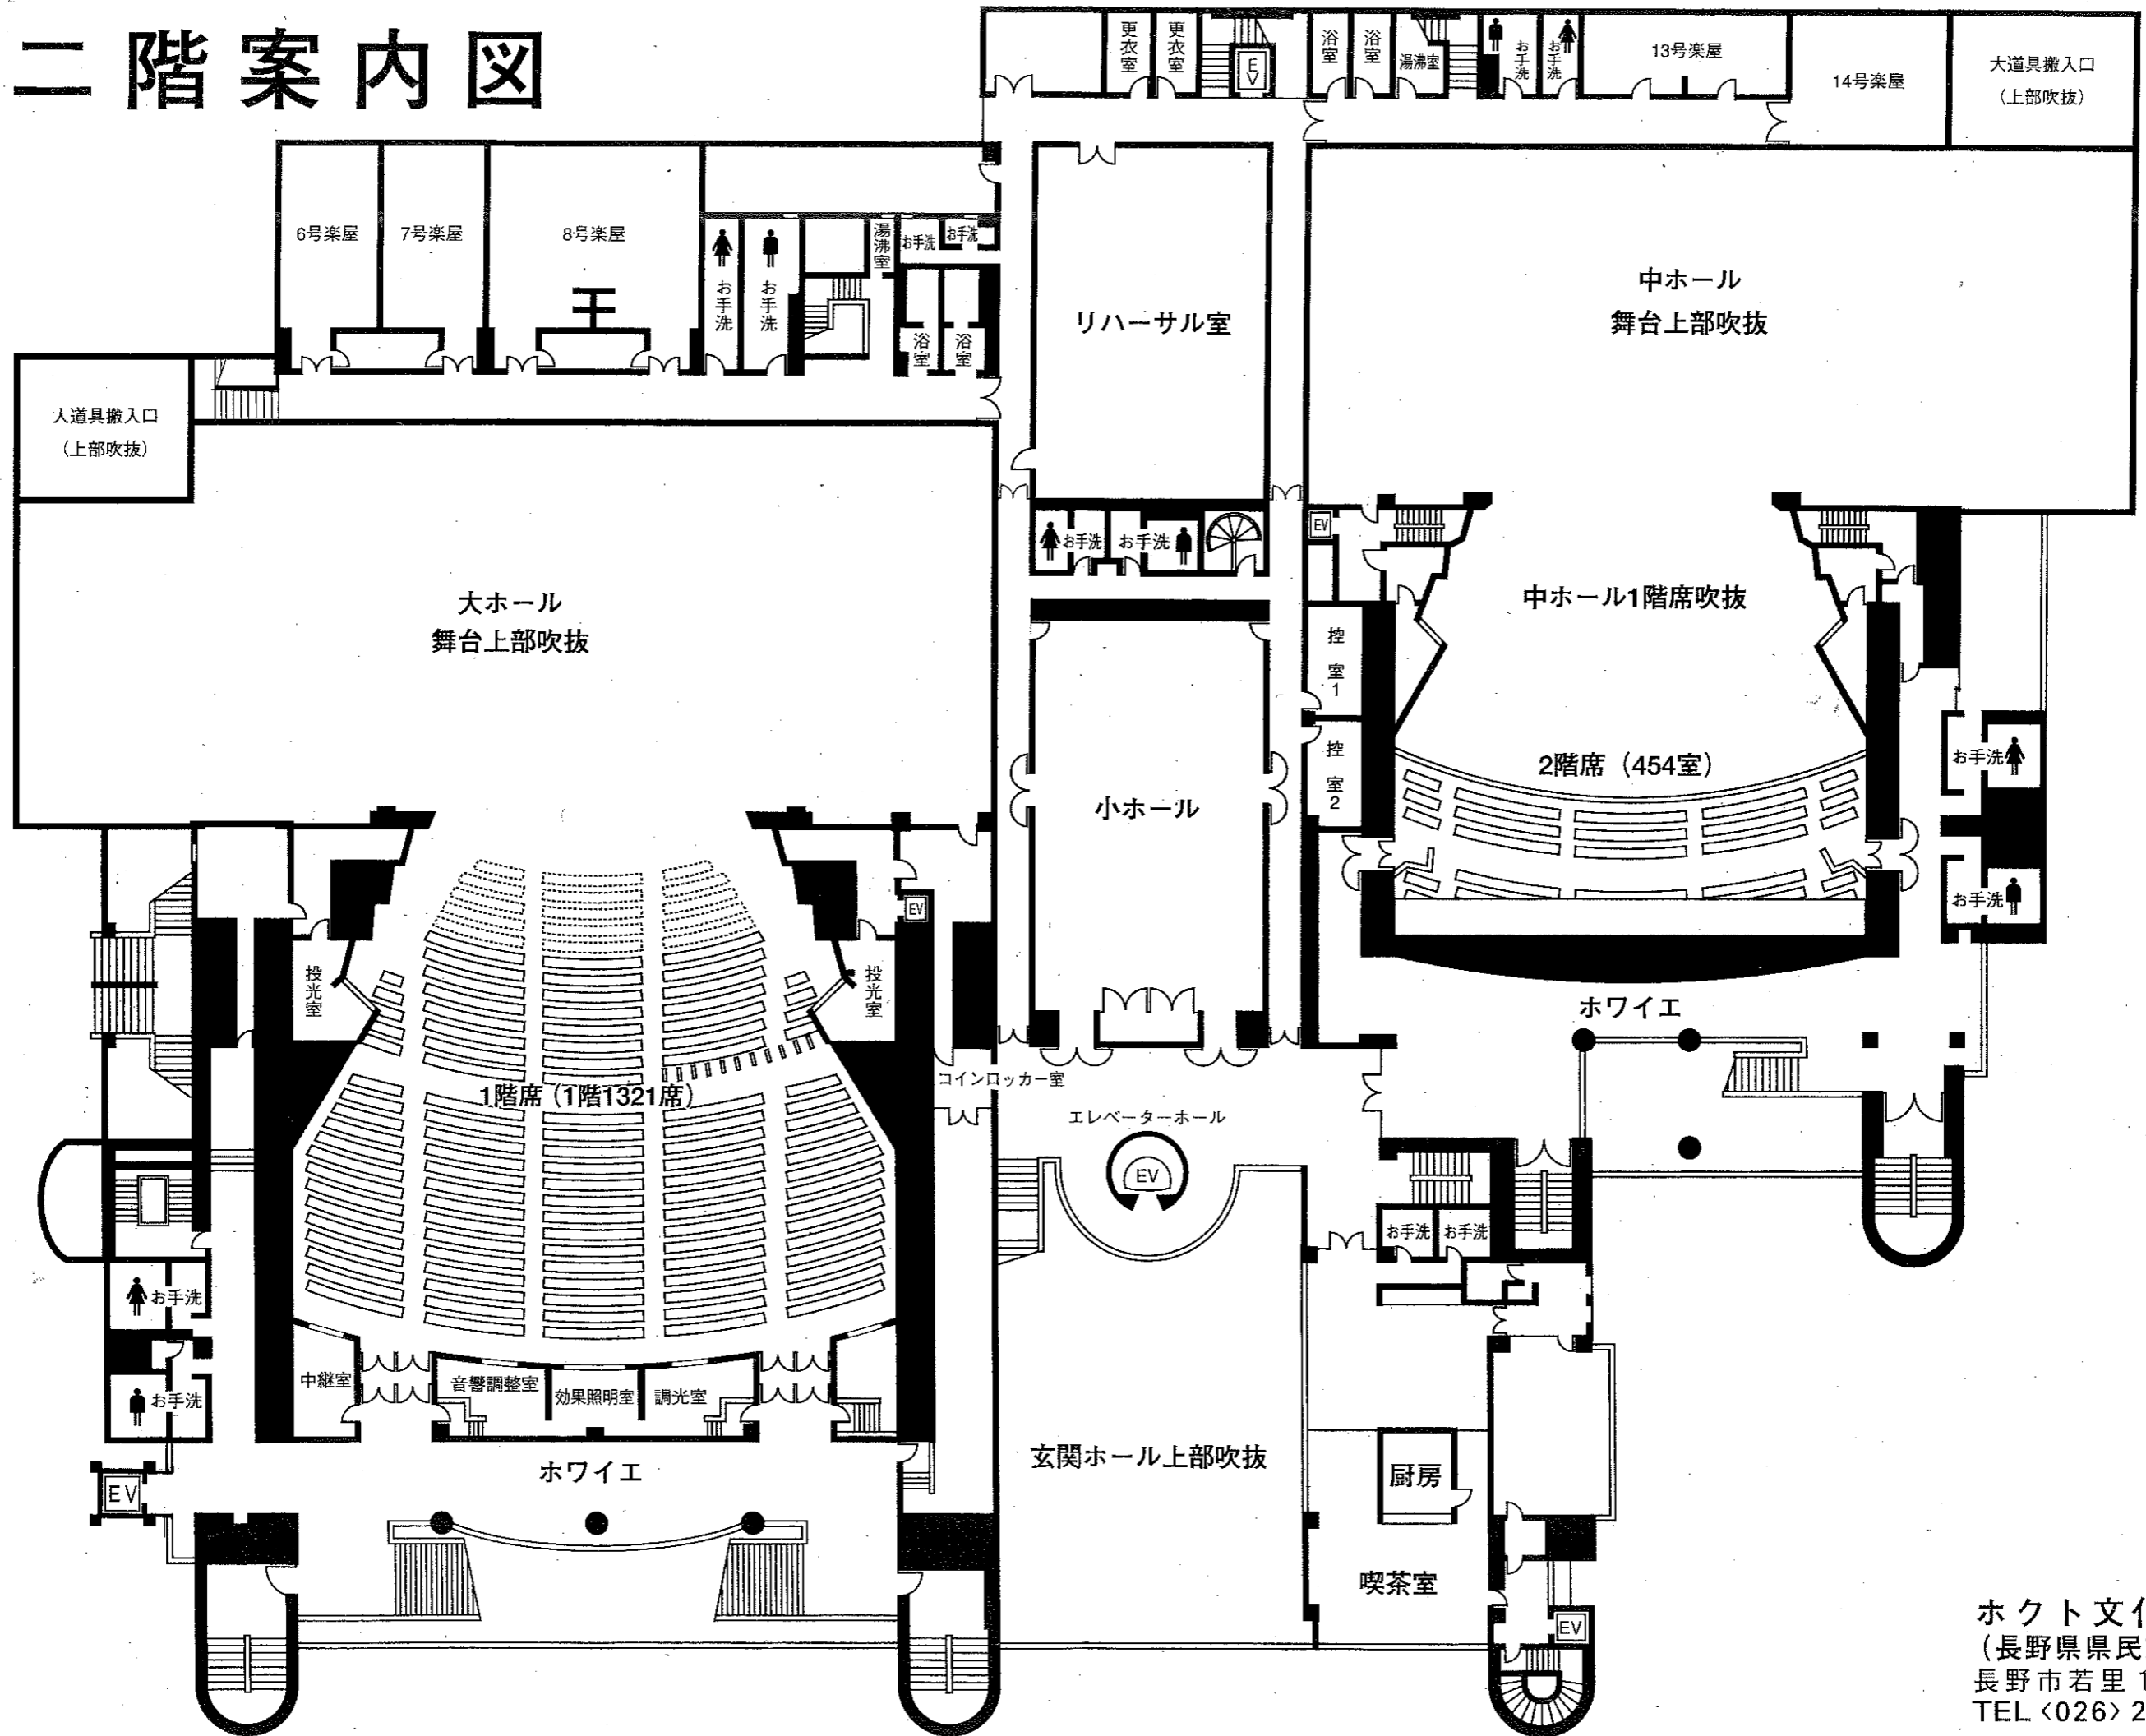 二階案内図
更衣室
更衣室
EV
浴室
浴室
湯沸室
お手洗
お手洗
13号楽屋
14号楽屋
大道具搬入口
(上部吹抜)
6号楽屋
7号楽屋
8号楽屋
お手洗
お手洗
湯沸室
お手洗
お手洗
浴室
浴室
リハーサル室
中ホール
舞台上部吹抜
大道具搬入口
(上部吹抜)
大ホール
舞台上部吹抜
お手洗
お手洗
EV
中ホール1階席吹抜
控室1
控室2
2階席(454室)
お手洗
お手洗
小ホール
EV
投光室
投光室
ホワイエ
1階席(1階1321席)
コインロッカー室
エレベーターホール
EV
お手洗
お手洗
お手洗
お手洗
中継室
音響調整室
効果照明室
調光室
ホワイエ
EV
玄関ホール上部吹抜
厨房
喫茶室
EV
ホクト文
(長野県県民
長野市若里1
TEL<026>2